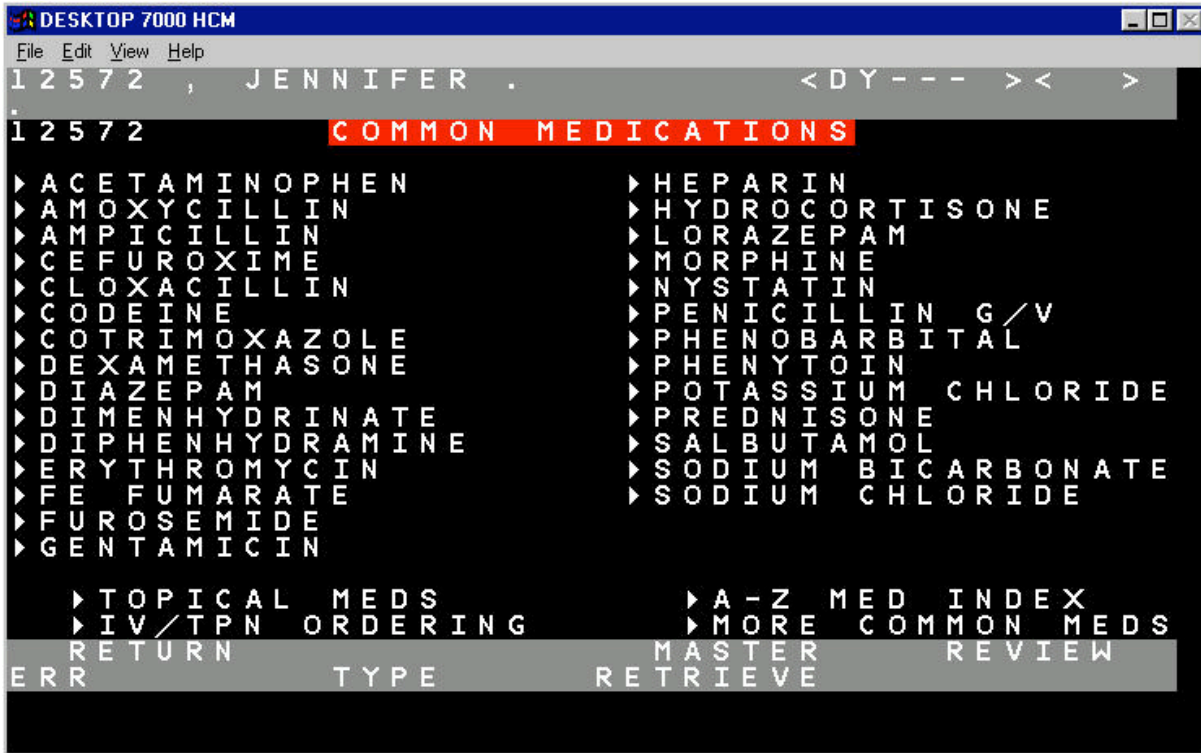 DESKTOP 7000 HCM
File Edit View Help
12572 , JENNIFER . <DY--- >< >
.
12572 COMMON MEDICATIONS
ACETAMINOPHEN HEPARIN
AMOXYCILLIN HYDROCORTISONE
AMPICILLIN LORAZEPAM
CEFUROXIME MORPHINE
CLOXACILLIN NYSTATIN
CODEINE PENICILLIN G/V
COTRIMOXAZOLE PHENOBARBITAL
DEXAMETHASONE PHENYTOIN
DIAZEPAM POTASSIUM CHLORIDE
DIMENHYDRINATE PREDNISONE
DIPHENHYDRAMINE SALBUTAMOL
ERYTHROMYCIN SODIUM BICARBONATE
FE FUMARATE SODIUM CHLORIDE
FUROSEMIDE
GENTAMICIN
TOPICAL MEDS A-Z MED INDEX
IV/TPN ORDERING MORE COMMON MEDS
RETURN MASTER REVIEW
ERR TYPE RETRIEVE